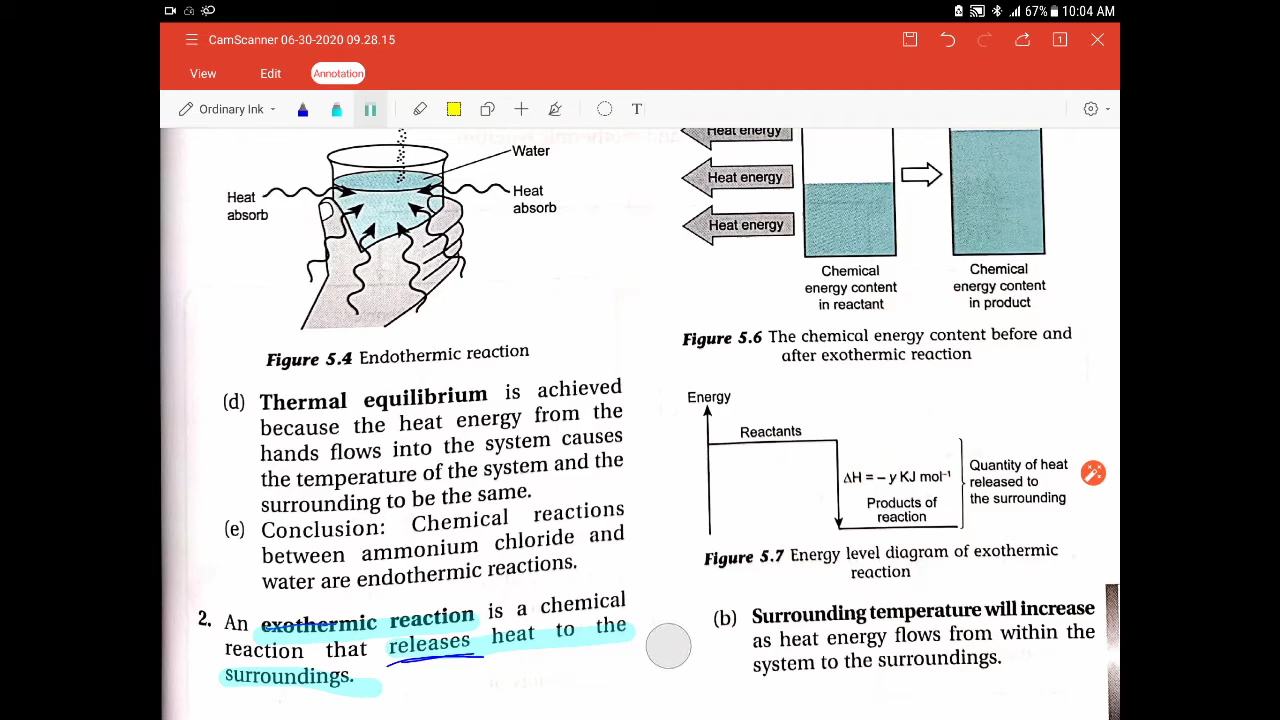 67% 10:04 AM
CamScanner 06-30-2020 09.28.15
1
View Edit Annotation
Ordinary Ink T
Water
Heat
absorb
Heat
absorb
Figure 5.4 Endothermic reaction
(d) Thermal equilibrium is achieved
because the heat energy from the
hands flows into the system causes
the temperature of the system and the
surrounding to be the same.
(e) Conclusion: Chemical reactions
between ammonium chloride and
water are endothermic reactions.
2. An exothermic reaction is a chemical
reaction that releases heat to the
surroundings.
Heat energy
Heat energy
Heat energy
Chemical
energy content
in reactant
Chemical
energy content
in product
Figure 5.6 The chemical energy content before and
after exothermic reaction
Energy
Reactants
ΔH = – y KJ mol⁻¹
Products of
reaction
Quantity of heat
released to
the surrounding
Figure 5.7 Energy level diagram of exothermic
reaction
(b) Surrounding temperature will increase
as heat energy flows from within the
system to the surroundings.